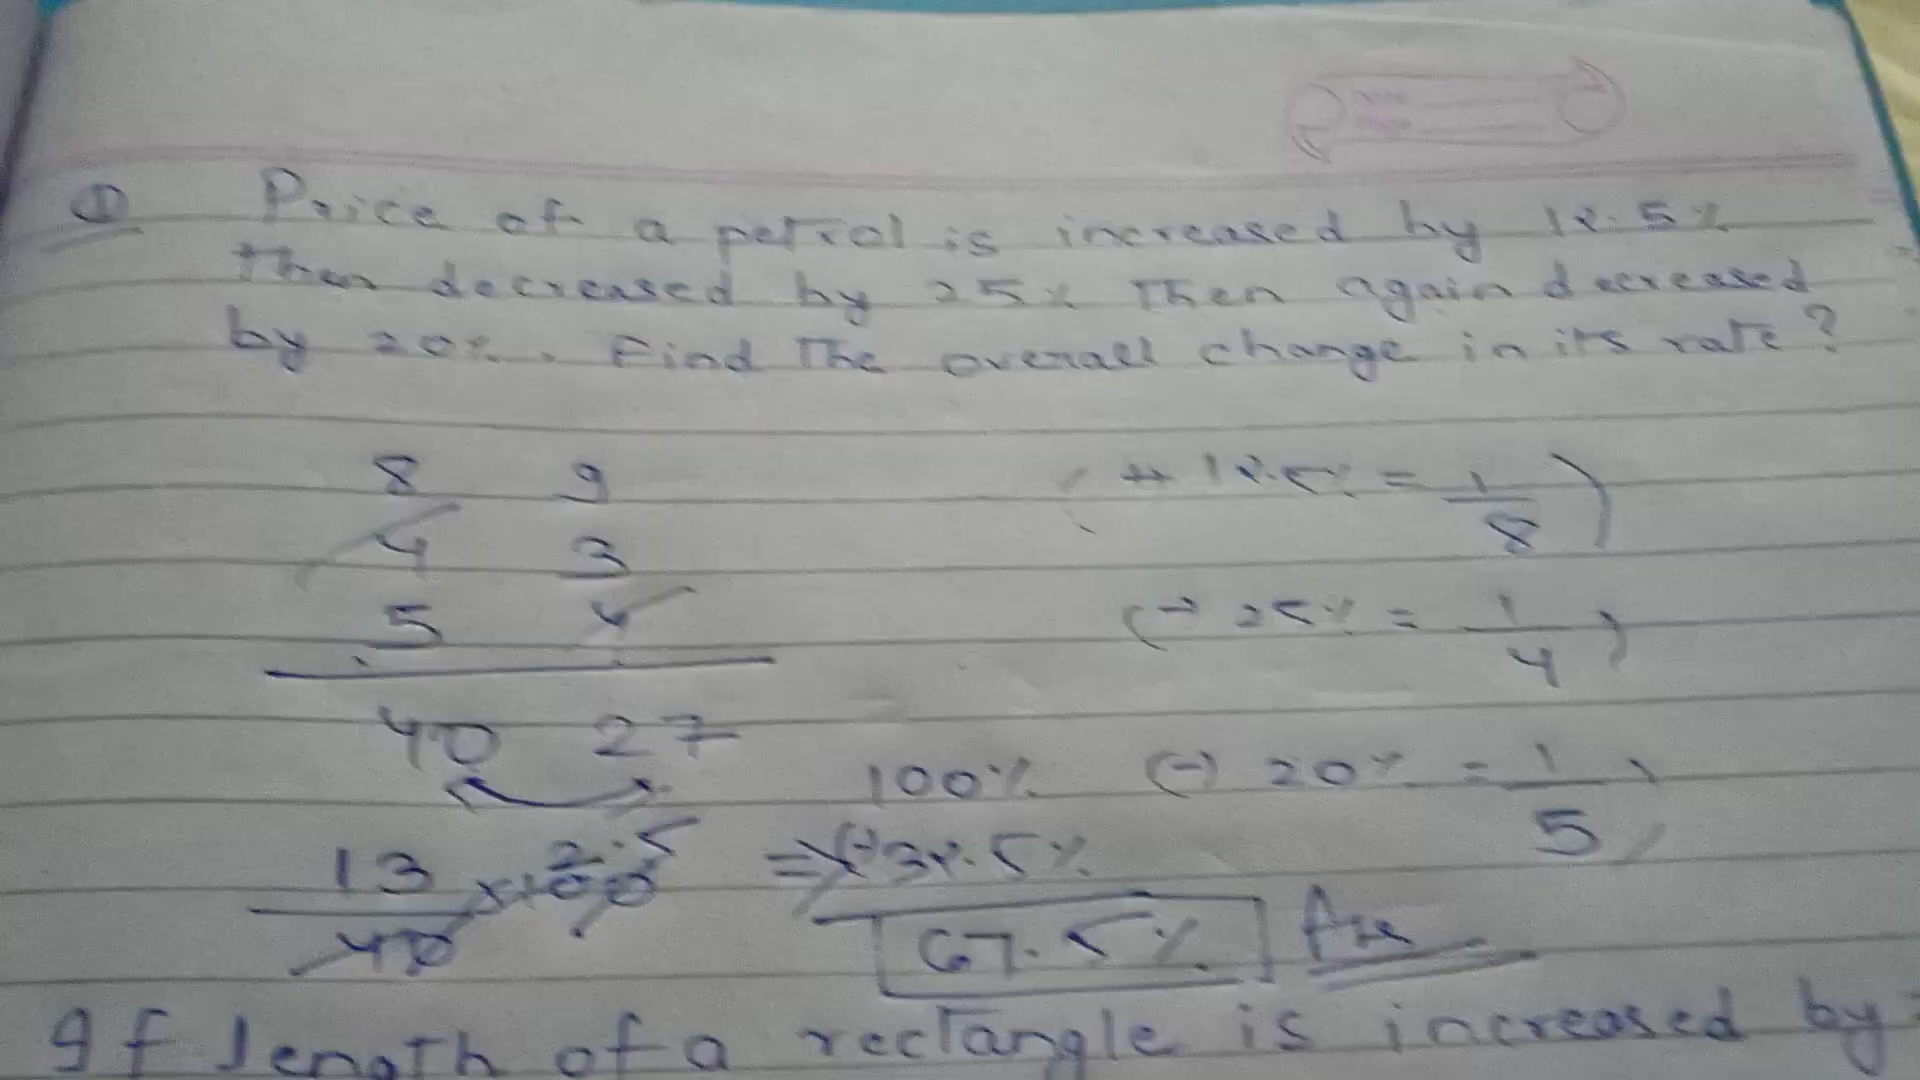 ① Price of a petrol is increased by 12.5%
then decreased by 25% Then again decreased
by 20%. Find The overall change in its rate?
8 9 (+ 12.5% = 1/8)
4 3
5 4 (-) 25% = 1/4)
40 27
100% (-) 20% = 1/5)
13/40 × 100 2.5 = (-) 32.5%
67.5% Ans
If length of a rectangle is increased by